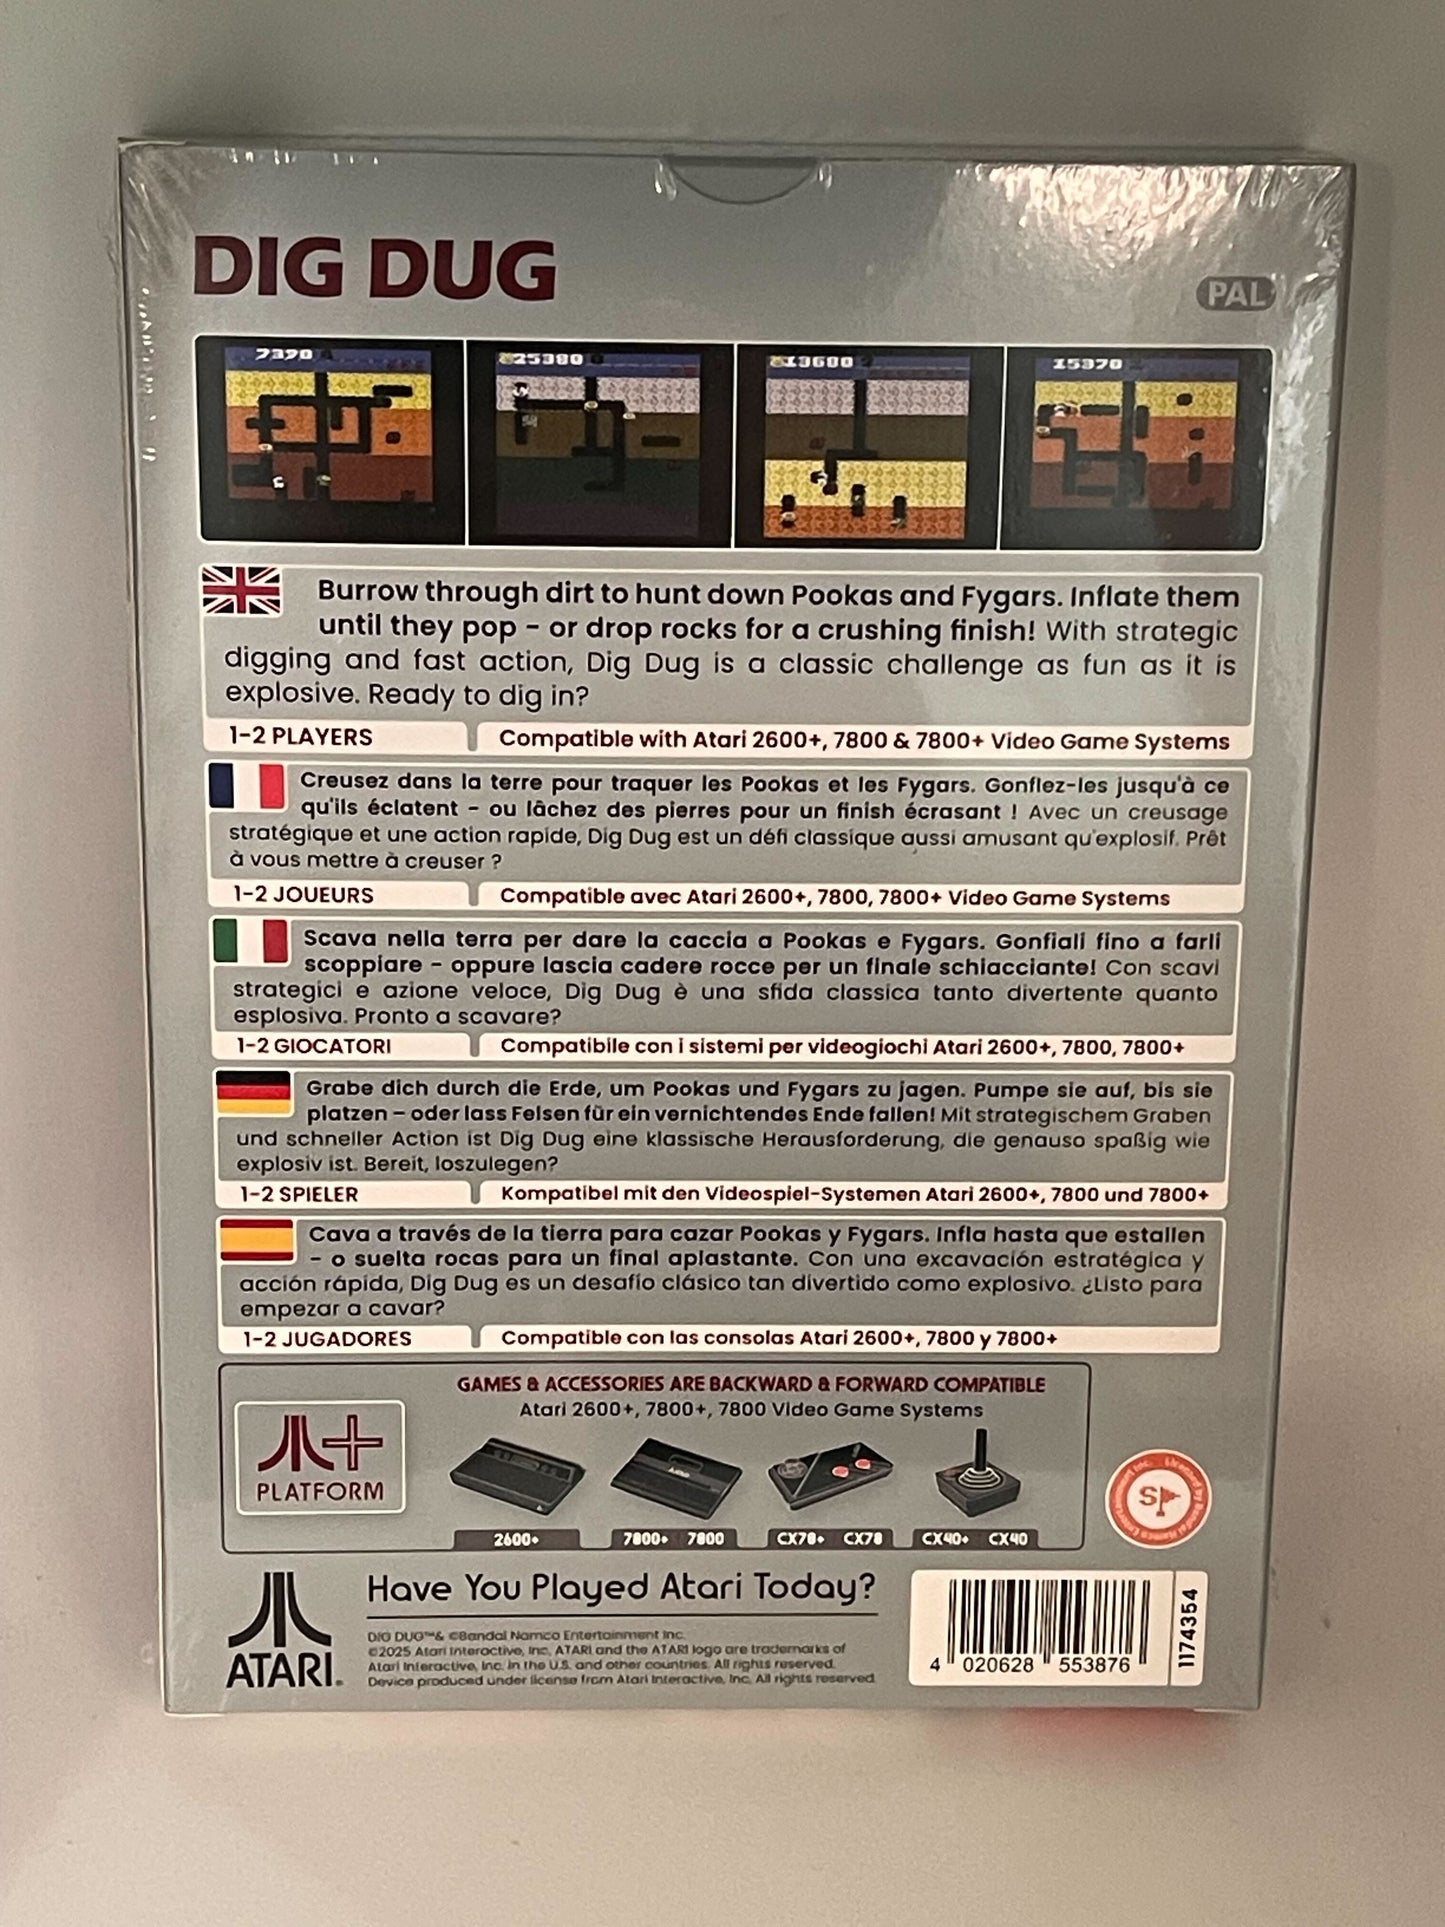 DIG DUG
PAL
7390
25380
13680
15370
Burrow through dirt to hunt down Pookas and Fygars. Inflate them
until they pop - or drop rocks for a crushing finish! With strategic
digging and fast action, Dig Dug is a classic challenge as fun as it is
explosive. Ready to dig in?
1-2 PLAYERS
Compatible with Atari 2600+, 7800 & 7800+ Video Game Systems
Creusez dans la terre pour traquer les Pookas et les Fygars. Gonflez-les jusqu'à ce
qu'ils éclatent - ou lâchez des pierres pour un finish écrasant ! Avec un creusage
stratégique et une action rapide, Dig Dug est un défi classique aussi amusant qu'explosif. Prêt
à vous mettre à creuser ?
1-2 JOUEURS
Compatible avec Atari 2600+, 7800, 7800+ Video Game Systems
Scava nella terra per dare la caccia a Pookas e Fygars. Gonfiali fino a farli
scoppiare - oppure lascia cadere rocce per un finale schiacciante! Con scavi
strategici e azione veloce, Dig Dug è una sfida classica tanto divertente quanto
esplosiva. Pronto a scavare?
1-2 GIOCATORI
Compatibile con i sistemi per videogiochi Atari 2600+, 7800, 7800+
Grabe dich durch die Erde, um Pookas und Fygars zu jagen. Pumpe sie auf, bis sie
platzen – oder lass Felsen für ein vernichtendes Ende fallen! Mit strategischem Graben
und schneller Action ist Dig Dug eine klassische Herausforderung, die genauso spaßig wie
explosiv ist. Bereit, loszulegen?
1-2 SPIELER
Kompatibel mit den Videospiel-Systemen Atari 2600+, 7800 und 7800+
Cava a través de la tierra para cazar Pookas y Fygars. Infla hasta que estallen
- o suelta rocas para un final aplastante. Con una excavación estratégica y
acción rápida, Dig Dug es un desafío clásico tan divertido como explosivo. ¿Listo para
empezar a cavar?
1-2 JUGADORES
Compatible con las consolas Atari 2600+, 7800 y 7800+
GAMES & ACCESSORIES ARE BACKWARD & FORWARD COMPATIBLE
Atari 2600+, 7800+, 7800 Video Game Systems
PLATFORM
2600+
7800+ 7800
CX78+ CX78
CX40+ CX40
Licensed by Bandai Namco Entertainment Inc.
SP
ATARI®
Have You Played Atari Today?
DIG DUG™& ©Bandai Namco Entertainment Inc.
©2025 Atari Interactive, Inc. ATARI and the ATARI logo are trademarks of
Atari Interactive, Inc. in the U.S. and other countries. All rights reserved.
Device produced under license from Atari Interactive, Inc. All rights reserved.
4 020628 553876
1174354